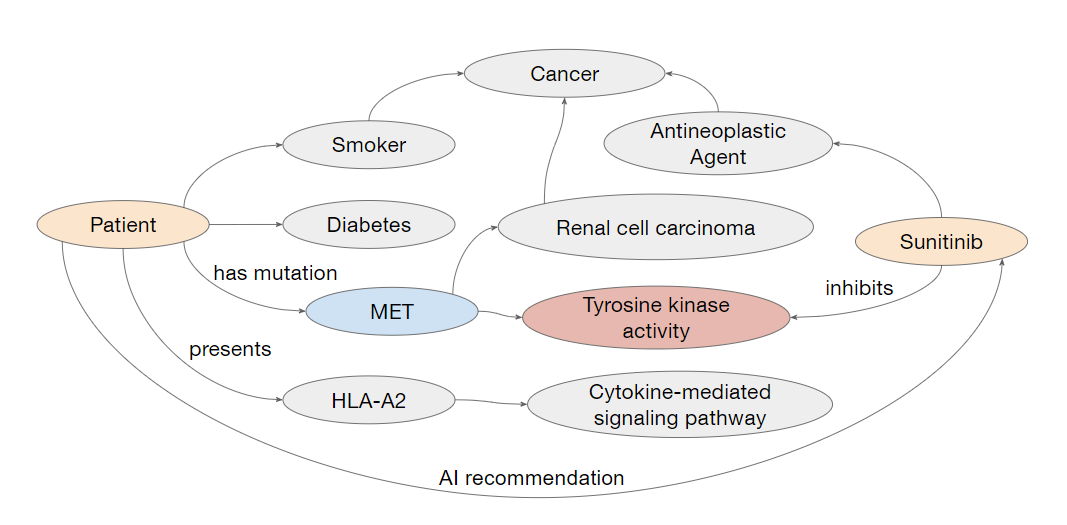 Cancer
Antineoplastic
Agent
Smoker
Patient
Diabetes
Renal cell carcinoma
Sunitinib
has mutation
inhibits
MET
Tyrosine kinase
activity
presents
HLA-A2
Cytokine-mediated
signaling pathway
AI recommendation